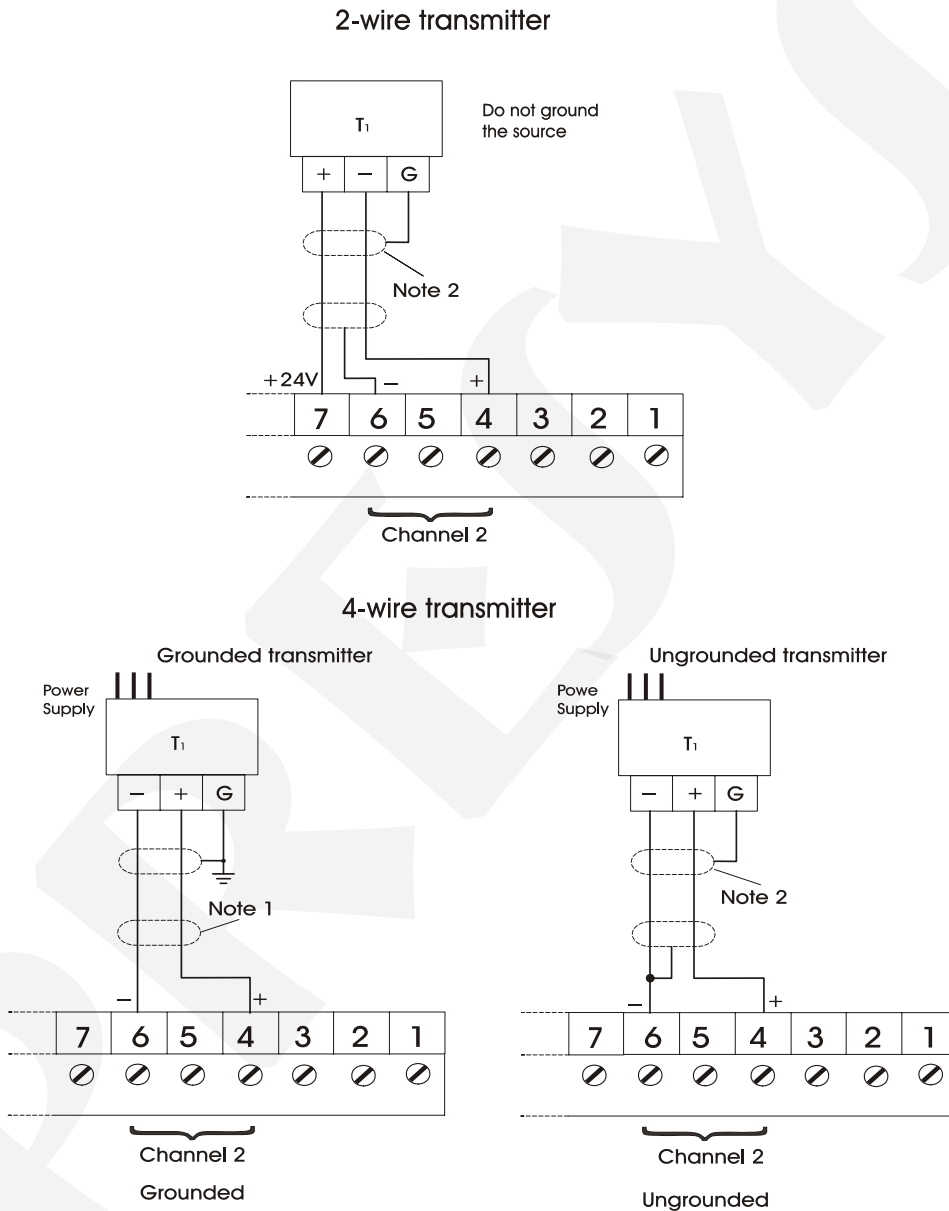 2-wire transmitter
T1
Do not ground
the source
+ − G
Note 2
+24V − +
7 6 5 4 3 2 1
Channel 2
4-wire transmitter
Grounded transmitter
Power
Supply
T1
− + G
Note 1
− +
7 6 5 4 3 2 1
Channel 2
Grounded
Ungrounded transmitter
Powe
Supply
T1
− + G
Note 2
− +
7 6 5 4 3 2 1
Channel 2
Ungrounded
PRESYS